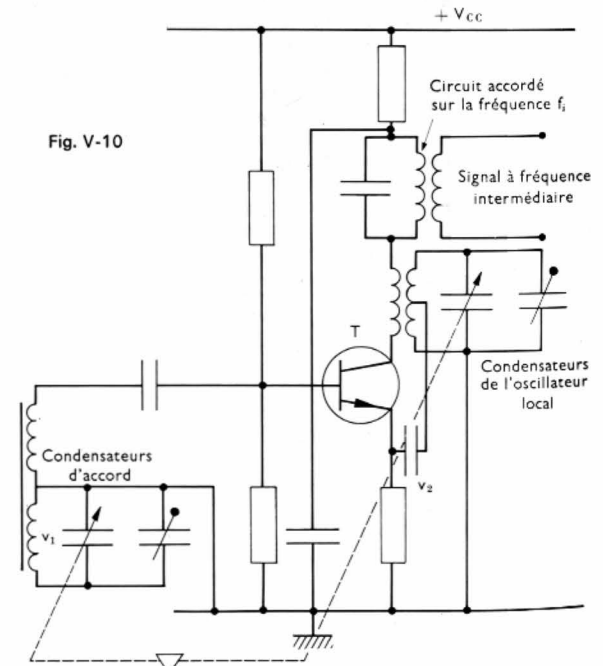 + Vcc
Circuit accordé
sur la fréquence fi
Fig. V-10
Signal à fréquence
intermédiaire
T
Condensateurs
de l'oscillateur
local
Condensateurs
d'accord
v2
v1